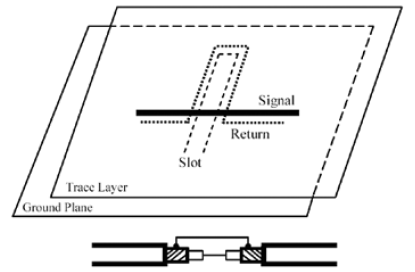 Signal
Return
Slot
Trace Layer
Ground Plane